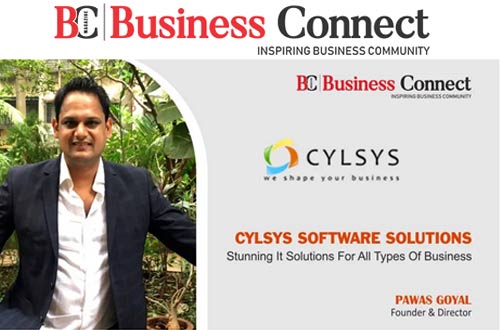 BC MAGAZINE Business Connect
INSPIRING BUSINESS COMMUNITY
BC Business Connect
INSPIRING BUSINESS COMMUNITY
CYLSYS
we shape your business
CYLSYS SOFTWARE SOLUTIONS
Stunning It Solutions For All Types Of Business
PAWAS GOYAL
Founder & Director